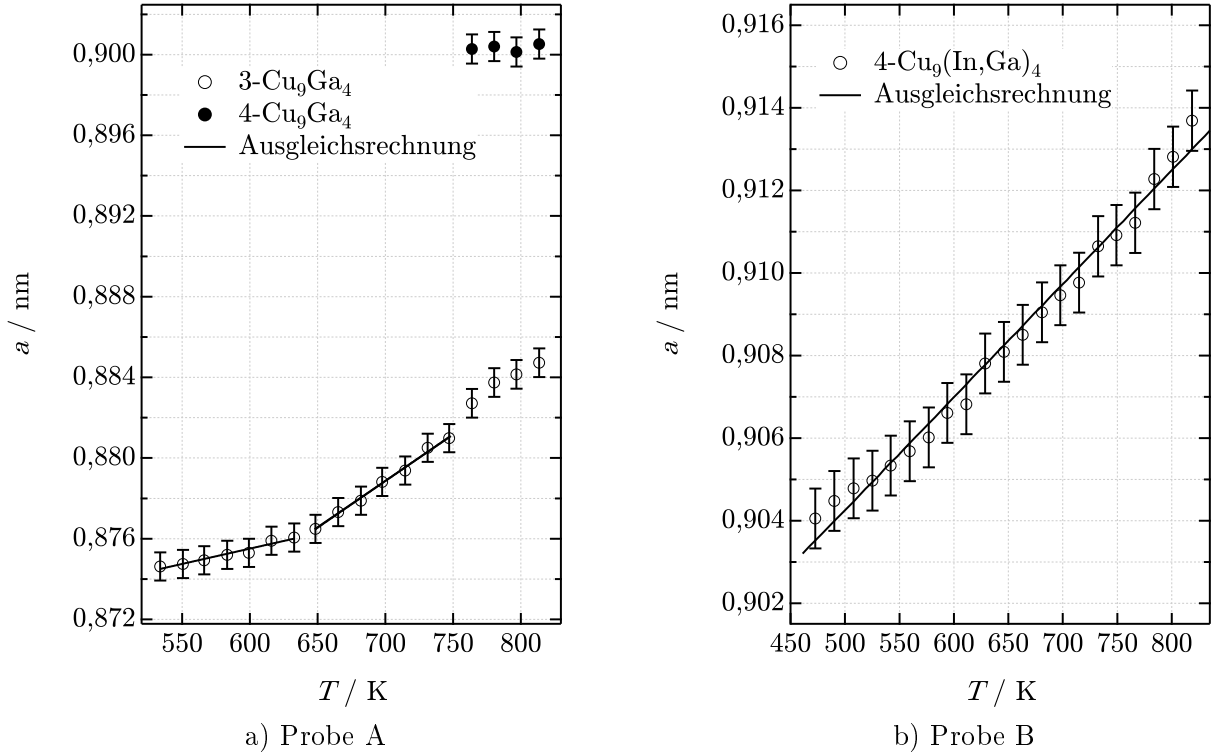 0,900
0,896
0,892
0,888
0,884
0,880
0,876
0,872
a / nm
3-Cu₉Ga₄
4-Cu₉Ga₄
Ausgleichsrechnung
550 600 650 700 750 800
T / K
a) Probe A
0,916
0,914
0,912
0,910
0,908
0,906
0,904
0,902
a / nm
4-Cu₉(In,Ga)₄
Ausgleichsrechnung
450 500 550 600 650 700 750 800
T / K
b) Probe B